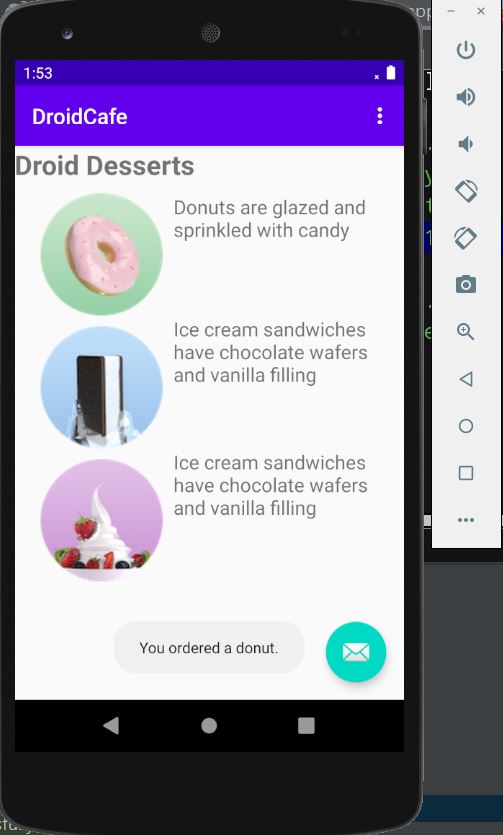 1:53
DroidCafe
Droid Desserts
Donuts are glazed and
sprinkled with candy
Ice cream sandwiches
have chocolate wafers
and vanilla filling
Ice cream sandwiches
have chocolate wafers
and vanilla filling
You ordered a donut.